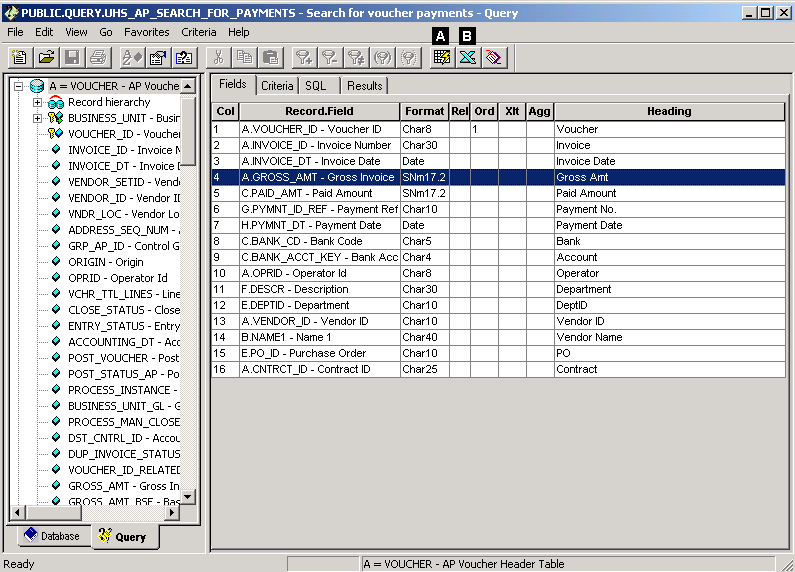 PUBLIC.QUERY.UHS_AP_SEARCH_FOR_PAYMENTS - Search for voucher payments - Query
File Edit View Go Favorites Criteria Help
A B
A = VOUCHER - AP Vouche
Record hierarchy
BUSINESS_UNIT - Busin
VOUCHER_ID - Voucher
INVOICE_ID - Invoice N
INVOICE_DT - Invoice D
VENDOR_SETID - Vend
VENDOR_ID - Vendor ID
VNDR_LOC - Vendor Lo
ADDRESS_SEQ_NUM - A
GRP_AP_ID - Control G
ORIGIN - Origin
OPRID - Operator Id
VCHR_TTL_LINES - Line
CLOSE_STATUS - Close
ENTRY_STATUS - Entry
ACCOUNTING_DT - Acc
POST_VOUCHER - Post
POST_STATUS_AP - Po
PROCESS_INSTANCE -
BUSINESS_UNIT_GL - G
PROCESS_MAN_CLOSE
DST_CNTRL_ID - Accou
DUP_INVOICE_STATUS
VOUCHER_ID_RELATED
GROSS_AMT - Gross In
GROSS_AMT_BSE - Bas
Database Query
Fields Criteria SQL Results
Col Record.Field Format Rel Ord Xlt Agg Heading
1 A.VOUCHER_ID - Voucher ID Char8 1 Voucher
2 A.INVOICE_ID - Invoice Number Char30 Invoice
3 A.INVOICE_DT - Invoice Date Date Invoice Date
4 A.GROSS_AMT - Gross Invoice SNm17.2 Gross Amt
5 C.PAID_AMT - Paid Amount SNm17.2 Paid Amount
6 G.PYMNT_ID_REF - Payment Ref Char10 Payment No.
7 H.PYMNT_DT - Payment Date Date Payment Date
8 C.BANK_CD - Bank Code Char5 Bank
9 C.BANK_ACCT_KEY - Bank Acc Char4 Account
10 A.OPRID - Operator Id Char8 Operator
11 F.DESCR - Description Char30 Department
12 E.DEPTID - Department Char10 DeptID
13 A.VENDOR_ID - Vendor ID Char10 Vendor ID
14 B.NAME1 - Name 1 Char40 Vendor Name
15 E.PO_ID - Purchase Order Char10 PO
16 A.CNTRCT_ID - Contract ID Char25 Contract
Ready A = VOUCHER - AP Voucher Header Table